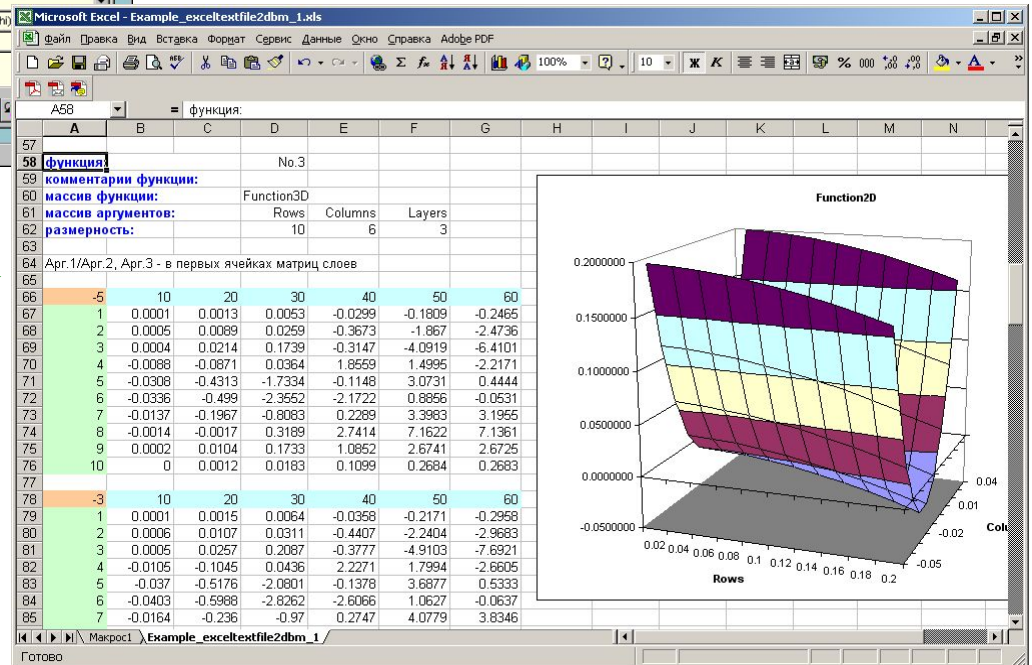 hi)
Microsoft Excel - Example_exceltextfile2dbm_1.xls
Файл Правка Вид Вставка Формат Сервис Данные Окно Справка Adobe PDF
100% 10 Ж К % 000
A58 = функция:
A B C D E F G H I J K L M N
57
58 функция: No.3
59 комментарии функции:
60 массив функции: Function3D
61 массив аргументов: Rows Columns Layers
62 размерность: 10 6 3
63
64 Арг.1/Арг.2, Арг.3 - в первых ячейках матриц слоев
65
66 -5 10 20 30 40 50 60
67 1 0.0001 0.0013 0.0053 -0.0299 -0.1809 -0.2465
68 2 0.0005 0.0089 0.0259 -0.3673 -1.867 -2.4736
69 3 0.0004 0.0214 0.1739 -0.3147 -4.0919 -6.4101
70 4 -0.0088 -0.0871 0.0364 1.8559 1.4995 -2.2171
71 5 -0.0308 -0.4313 -1.7334 -0.1148 3.0731 0.4444
72 6 -0.0336 -0.499 -2.3552 -2.1722 0.8856 -0.0531
73 7 -0.0137 -0.1967 -0.8083 0.2289 3.3983 3.1955
74 8 -0.0014 -0.0017 0.3189 2.7414 7.1622 7.1361
75 9 0.0002 0.0104 0.1733 1.0852 2.6741 2.6725
76 10 0 0.0012 0.0183 0.1099 0.2684 0.2683
77
78 -3 10 20 30 40 50 60
79 1 0.0001 0.0015 0.0064 -0.0358 -0.2171 -0.2958
80 2 0.0006 0.0107 0.0311 -0.4407 -2.2404 -2.9683
81 3 0.0005 0.0257 0.2087 -0.3777 -4.9103 -7.6921
82 4 -0.0105 -0.1045 0.0436 2.2271 1.7994 -2.6605
83 5 -0.037 -0.5176 -2.0801 -0.1378 3.6877 0.5333
84 6 -0.0403 -0.5988 -2.8262 -2.6066 1.0627 -0.0637
85 7 -0.0164 -0.236 -0.97 0.2747 4.0779 3.8346
Function2D
0.2000000
0.1500000
0.1000000
0.0500000
0.0000000
-0.0500000
0.02 0.04 0.06 0.08 0.1 0.12 0.14 0.16 0.18 0.2
Rows
0.04
0.01
-0.02
-0.05
Colu
Макрос1 Example_exceltextfile2dbm_1
Готово